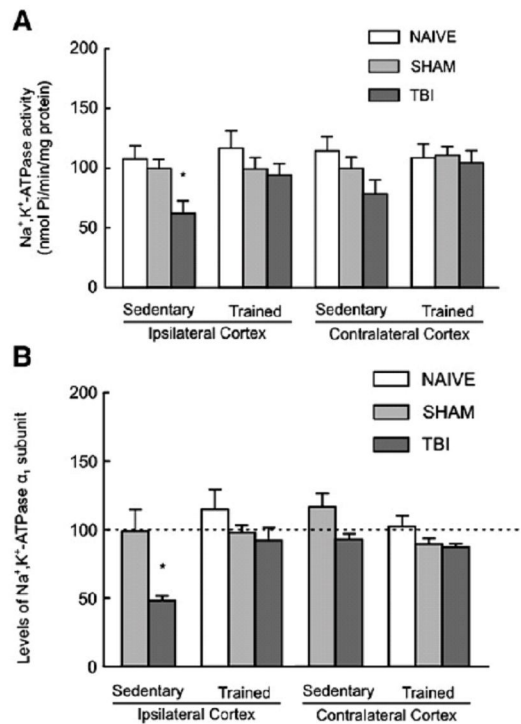 A
NAIVE
SHAM
TBI
Na⁺,K⁺-ATPase activity
(nmol Pi/min/mg protein)
200
150
100
50
0
*
Sedentary Trained Sedentary Trained
Ipsilateral Cortex Contralateral Cortex
B
NAIVE
SHAM
TBI
Levels of Na⁺,K⁺-ATPase α₁ subunit
200
150
100
50
0
*
Sedentary Trained Sedentary Trained
Ipsilateral Cortex Contralateral Cortex